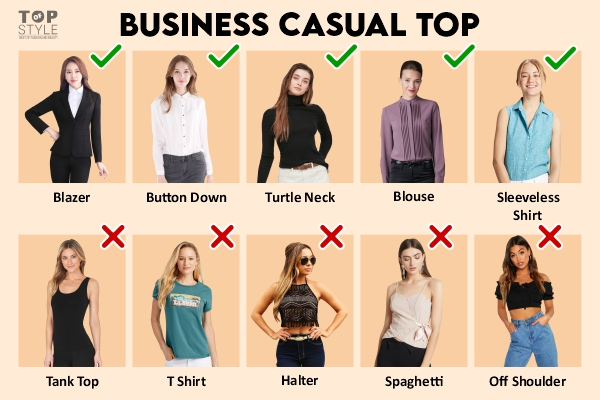 TOP
OF
STYLE
BUSINESS CASUAL TOP
Blazer
Button Down
Turtle Neck
Blouse
Sleeveless
Shirt
Tank Top
T Shirt
Halter
Spaghetti
Off Shoulder